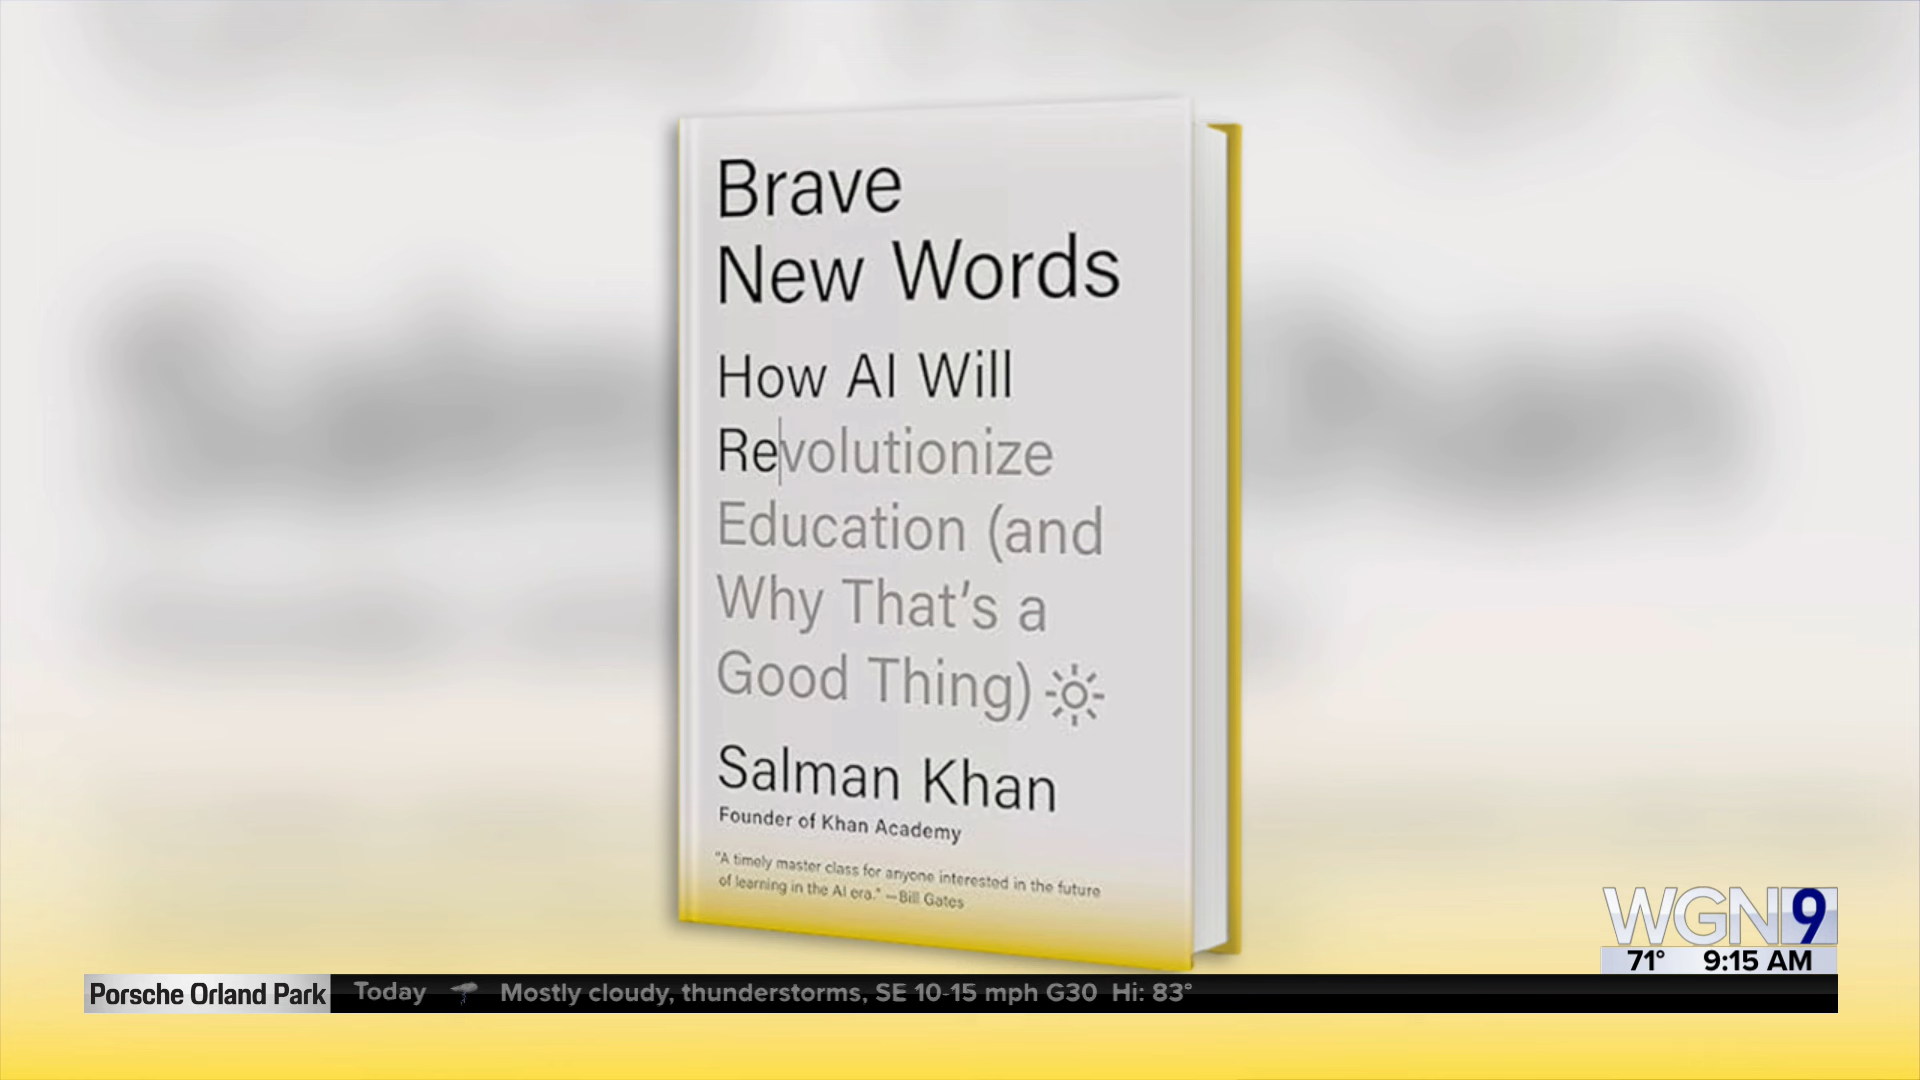 Brave
New Words
How AI Will
Revolutionize
Education (and
Why That's a
Good Thing)
Salman Khan
Founder of Khan Academy
"A timely master class for anyone interested in the future
of learning in the AI era." —Bill Gates
WGN9
71° 9:15 AM
Porsche Orland Park Today Mostly cloudy, thunderstorms, SE 10-15 mph G30 Hi: 83°